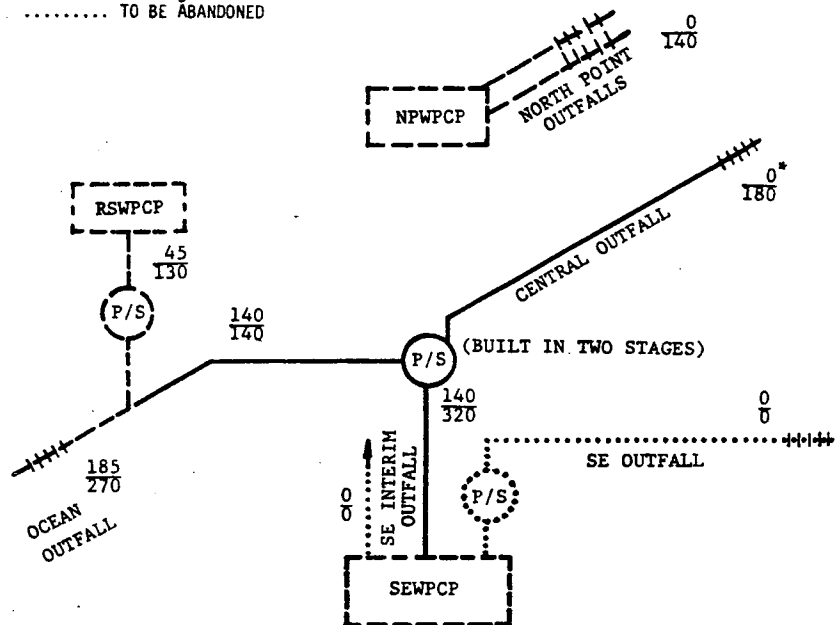 ......... TO BE ABANDONED
0
140
NPWPCP
NORTH POINT
OUTFALLS
0*
180
RSWPCP
45
130
CENTRAL OUTFALL
P/S
140
140
P/S
(BUILT IN TWO STAGES)
140
320
0
0
SE OUTFALL
185
270
OCEAN
OUTFALL
0
0
SE INTERIM
OUTFALL
P/S
SEWPCP